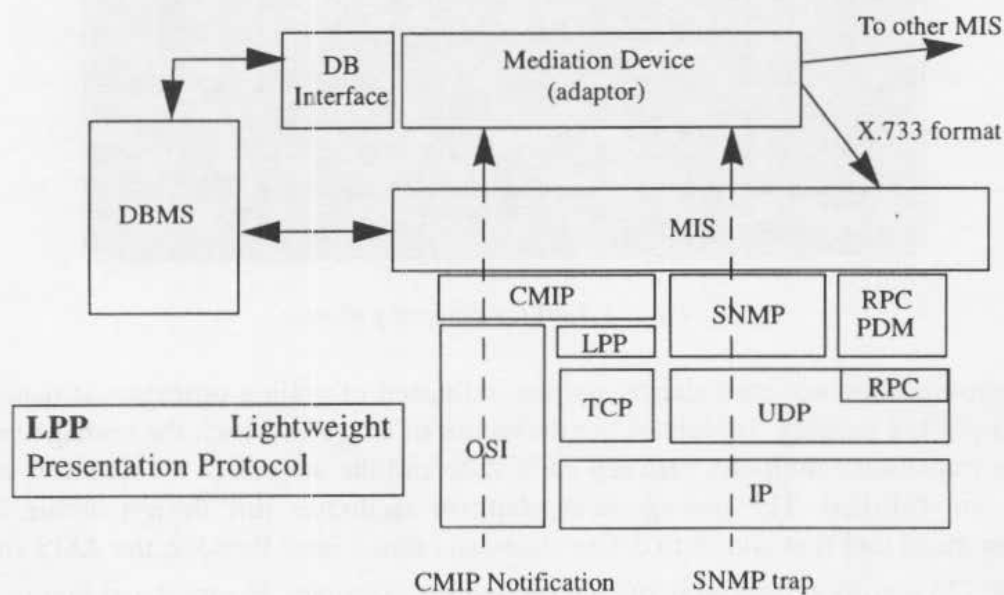 To other MIS
DB
Interface
Mediation Device
(adaptor)
X.733 format
DBMS
MIS
CMIP
SNMP
RPC
PDM
LPP
RPC
TCP
UDP
OSI
IP
LPP Lightweight
Presentation Protocol
CMIP Notification
SNMP trap